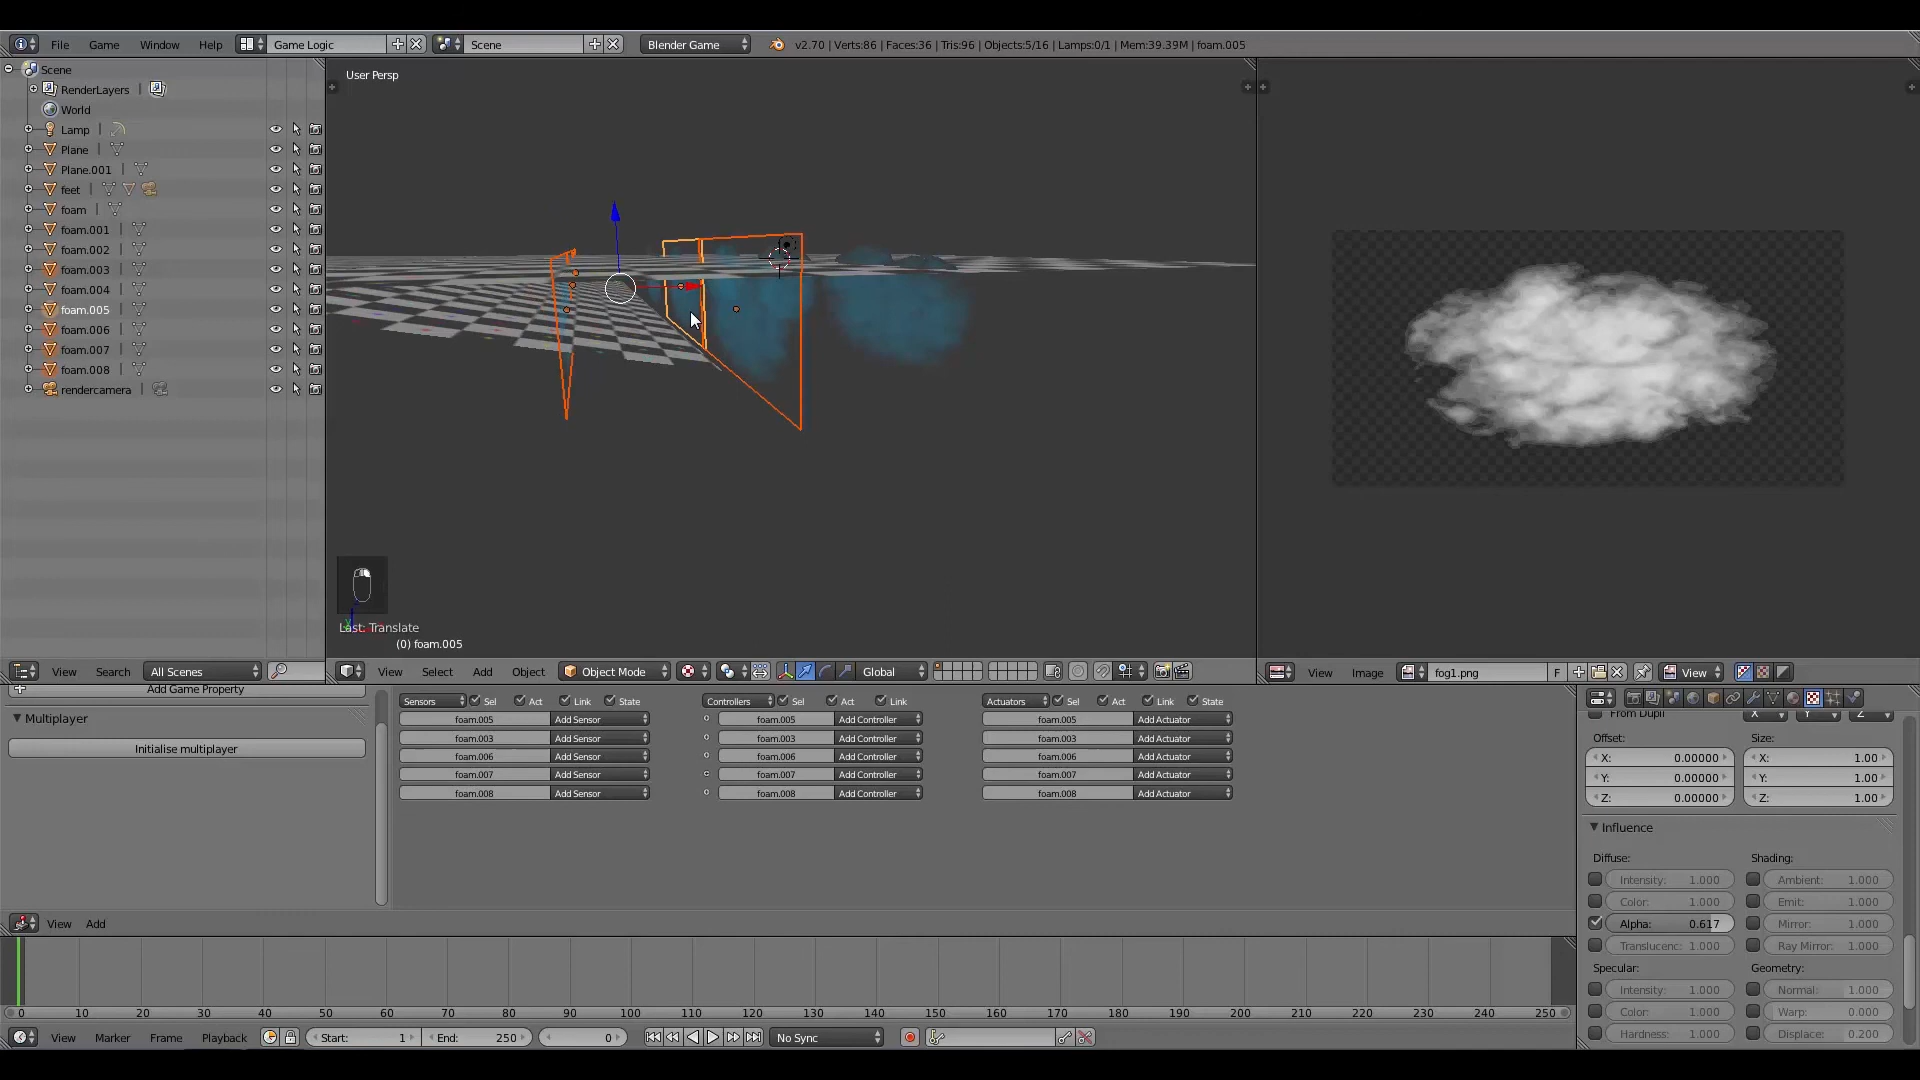 File Game Window Help Game Logic Scene Blender Game v2.70 | Verts:86 | Faces:36 | Tris:96 | Objects:5/16 | Lamps:0/1 | Mem:39.39M | foam.005
Scene
RenderLayers
World
Lamp
Plane
Plane.001
feet
foam
foam.001
foam.002
foam.003
foam.004
foam.005
foam.006
foam.007
foam.008
rendercamera
User Persp
Last: Translate
(0) foam.005
View Search All Scenes
View Select Add Object Object Mode Global
View Image fog1.png F View
Add Game Property
Multiplayer
Initialise multiplayer
Sensors Sel Act Link State Controllers Sel Act Link Actuators Sel Act Link State
foam.005 Add Sensor foam.005 Add Controller foam.005 Add Actuator
foam.003 Add Sensor foam.003 Add Controller foam.003 Add Actuator
foam.006 Add Sensor foam.006 Add Controller foam.006 Add Actuator
foam.007 Add Sensor foam.007 Add Controller foam.007 Add Actuator
foam.008 Add Sensor foam.008 Add Controller foam.008 Add Actuator
From Dupli X Y Z
Offset: Size:
X: 0.00000 X: 1.00
Y: 0.00000 Y: 1.00
Z: 0.00000 Z: 1.00
Influence
Diffuse: Shading:
Intensity: 1.000 Ambient: 1.000
Color: 1.000 Emit: 1.000
Alpha: 0.617 Mirror: 1.000
Translucenc: 1.000 Ray Mirror: 1.000
Specular: Geometry:
Intensity: 1.000 Normal: 1.000
Color: 1.000 Warp: 0.000
Hardness: 1.000 Displace: 0.200
View Add
0 10 20 30 40 50 60 70 80 90 100 110 120 130 140 150 160 170 180 190 200 210 220 230 240 250
View Marker Frame Playback Start: 1 End: 250 0 No Sync